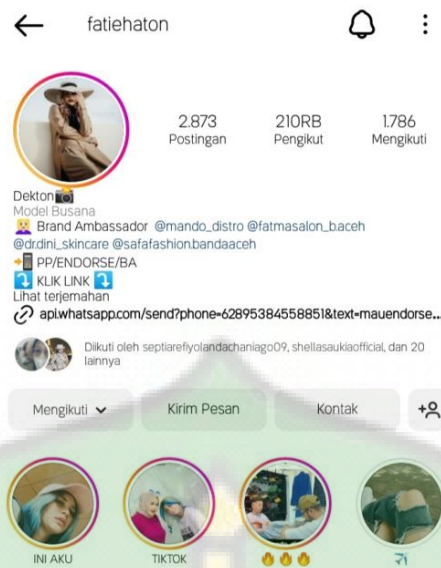 fatiehaton
2.873 210RB 1.786
Postingan Pengikut Mengikuti
Dekton📸
Model Busana
👱‍♀️ Brand Ambassador @mando_distro @fatmasalon_b.aceh
@dr.dini_skincare @safafashion.bandaaceh
📲 PP/ENDORSE/BA
⤵️ KLIK LINK ⤵️
Lihat terjemahan
api.whatsapp.com/send?phone=62895384558851&text=mauendorse...
Diikuti oleh septiarefiyolandachaniago09, shellasaukiaofficial, dan 20
lainnya
Mengikuti Kirim Pesan Kontak
INI AKU TIKTOK 🔥🔥🔥